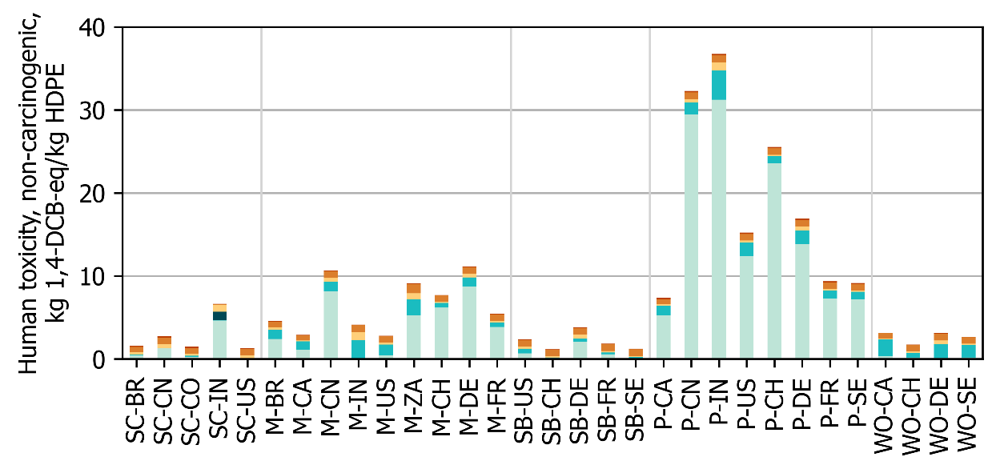 Human toxicity, non-carcinogenic,
kg 1,4-DCB-eq/kg HDPE
40
30
20
10
0
SC-BR
SC-CN
SC-CO
SC-IN
SC-US
M-BR
M-CA
M-CN
M-IN
M-US
M-ZA
M-CH
M-DE
M-FR
SB-US
SB-CH
SB-DE
SB-FR
SB-SE
P-CA
P-CN
P-IN
P-US
P-CH
P-DE
P-FR
P-SE
WO-CA
WO-CH
WO-DE
WO-SE